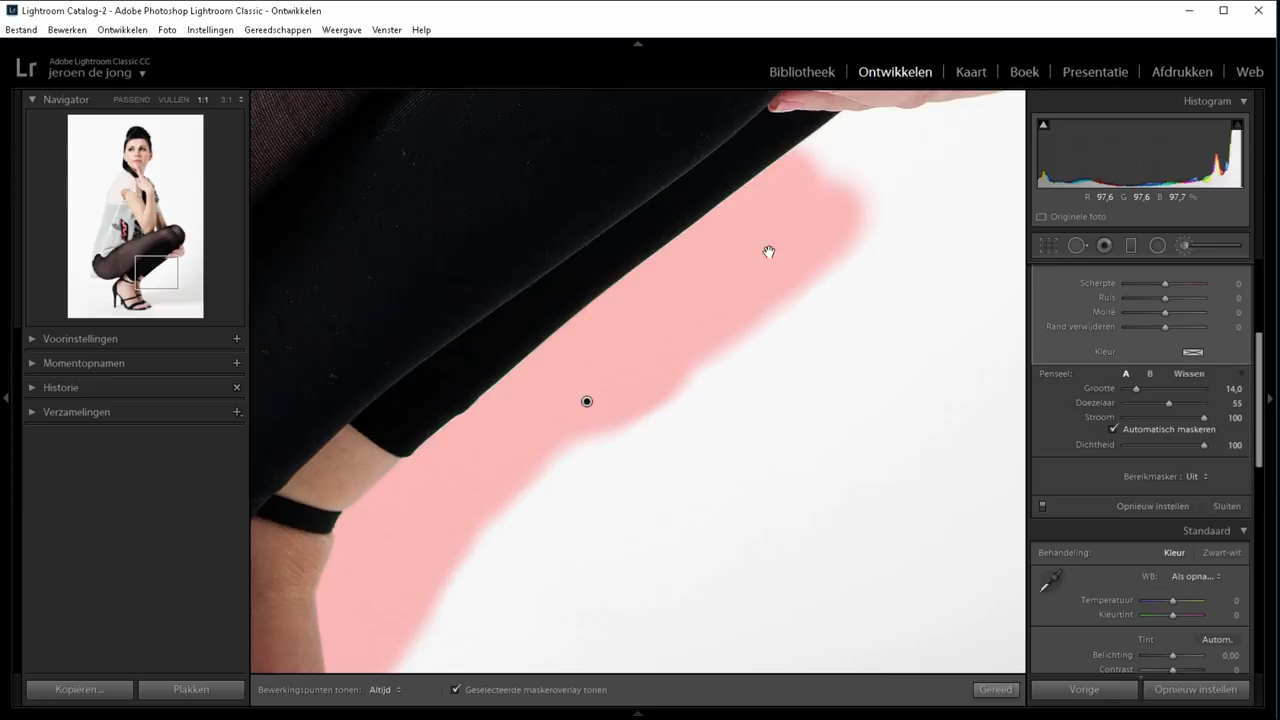 Lightroom Catalog-2 - Adobe Photoshop Lightroom Classic - Ontwikkelen
Bestand Bewerken Ontwikkelen Foto Instellingen Gereedschappen Weergave Venster Help
Lr
Adobe Lightroom Classic CC
jeroen de jong
Bibliotheek Ontwikkelen Kaart Boek Presentatie Afdrukken Web
Navigator PASSEND VULLEN 1:1 3:1
Voorinstellingen
Momentopnamen
Historie
Verzamelingen
Kopiëren... Plakken
Bewerkingspunten tonen: Altijd Geselecteerde maskeroverlay tonen Gereed
Histogram
R 97,6 G 97,6 B 97,7 %
Originele foto
Scherpte 0
Ruis 0
Moiré 0
Rand verwijderen 0
Kleur
Penseel: A B Wissen
Grootte 14,0
Doezelaar 55
Stroom 100
Automatisch maskeren
Dichtheid 100
Bereikmasker: Uit
Opnieuw instellen Sluiten
Standaard
Behandeling: Kleur Zwart-wit
WB: Als opna...
Temperatuur 0
Kleurtint 0
Tint Autom.
Belichting 0,00
Contrast 0
Vorige Opnieuw instellen